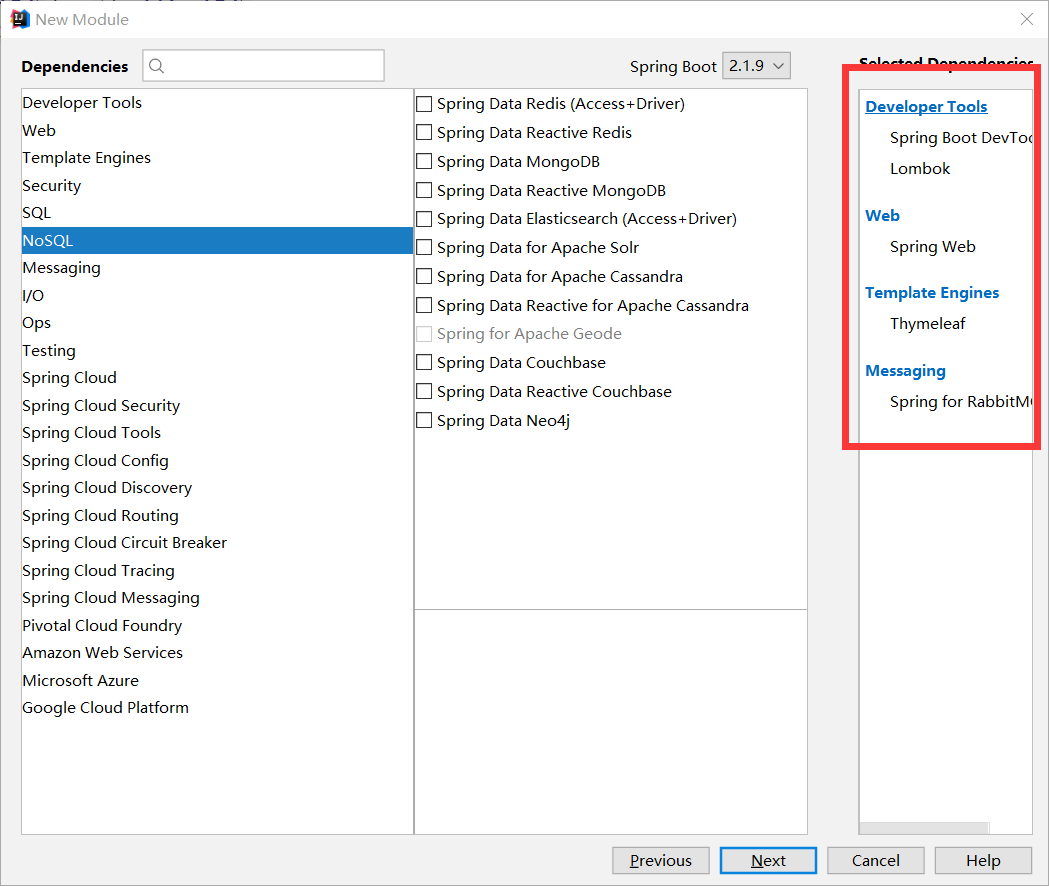 New Module
Dependencies
Spring Boot 2.1.9
Selected Dependencies
Developer Tools
Web
Template Engines
Security
SQL
NoSQL
Messaging
I/O
Ops
Testing
Spring Cloud
Spring Cloud Security
Spring Cloud Tools
Spring Cloud Config
Spring Cloud Discovery
Spring Cloud Routing
Spring Cloud Circuit Breaker
Spring Cloud Tracing
Spring Cloud Messaging
Pivotal Cloud Foundry
Amazon Web Services
Microsoft Azure
Google Cloud Platform
Spring Data Redis (Access+Driver)
Spring Data Reactive Redis
Spring Data MongoDB
Spring Data Reactive MongoDB
Spring Data Elasticsearch (Access+Driver)
Spring Data for Apache Solr
Spring Data for Apache Cassandra
Spring Data Reactive for Apache Cassandra
Spring for Apache Geode
Spring Data Couchbase
Spring Data Reactive Couchbase
Spring Data Neo4j
Developer Tools
Spring Boot DevToo
Lombok
Web
Spring Web
Template Engines
Thymeleaf
Messaging
Spring for RabbitM
Previous
Next
Cancel
Help